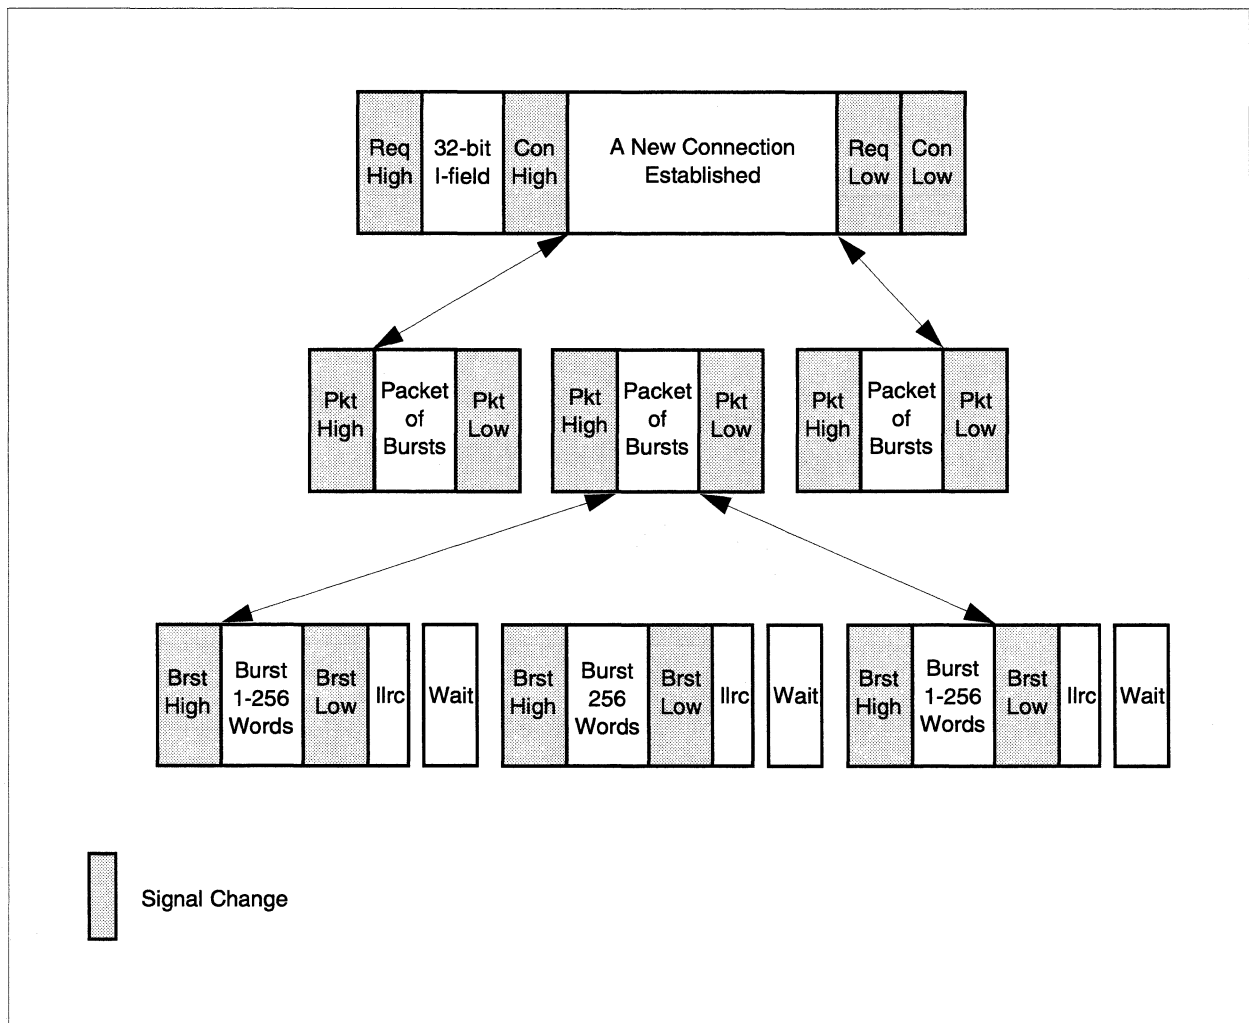 Req
High
32-bit
I-field
Con
High
A New Connection
Established
Req
Low
Con
Low
Pkt
High
Packet
of
Bursts
Pkt
Low
Pkt
High
Packet
of
Bursts
Pkt
Low
Pkt
High
Packet
of
Bursts
Pkt
Low
Brst
High
Burst
1-256
Words
Brst
Low
llrc
Wait
Brst
High
Burst
256
Words
Brst
Low
llrc
Wait
Brst
High
Burst
1-256
Words
Brst
Low
llrc
Wait
Signal Change